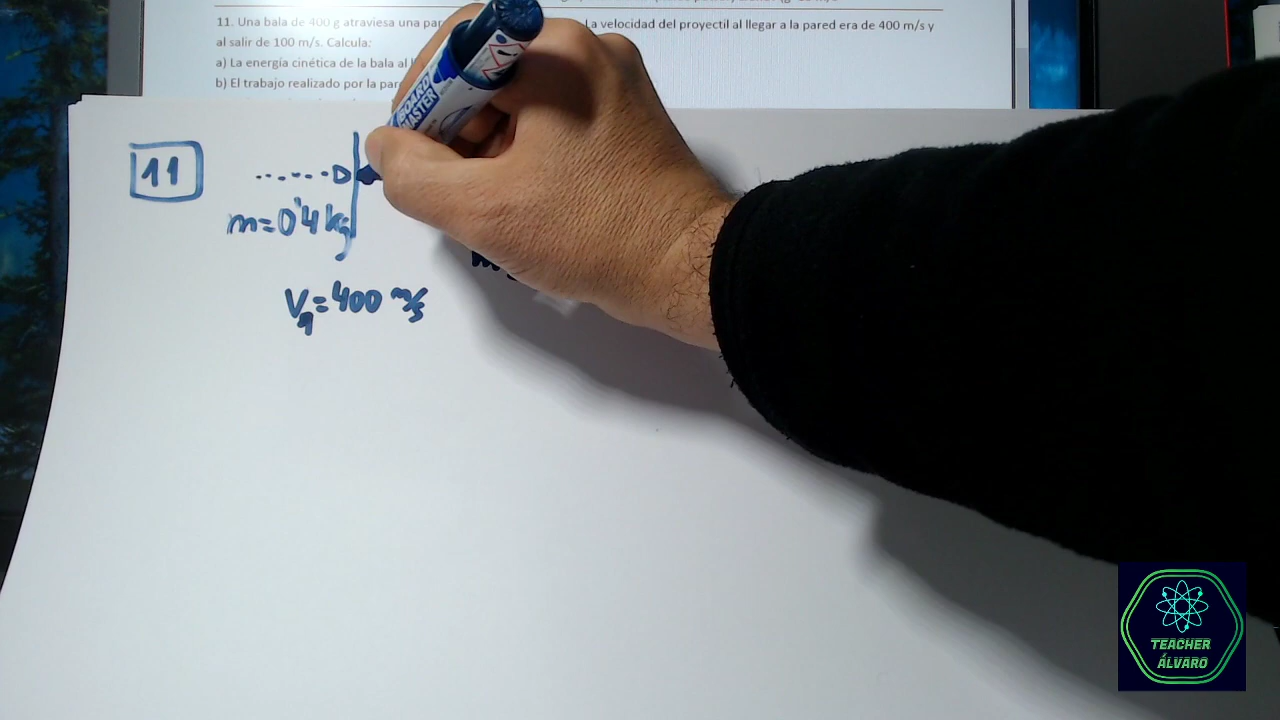 11. Una bala de 400 g atraviesa una La velocidad del proyectil al llegar a la pared era de 400 m/s y
al salir de 100 m/s. Calcula:
a) La energía cinética de la bala al
b) El trabajo realizado por la
BOARD
MASTER
11
m=0'4 kg
V₁=400 m/s
TEACHER
ÁLVARO